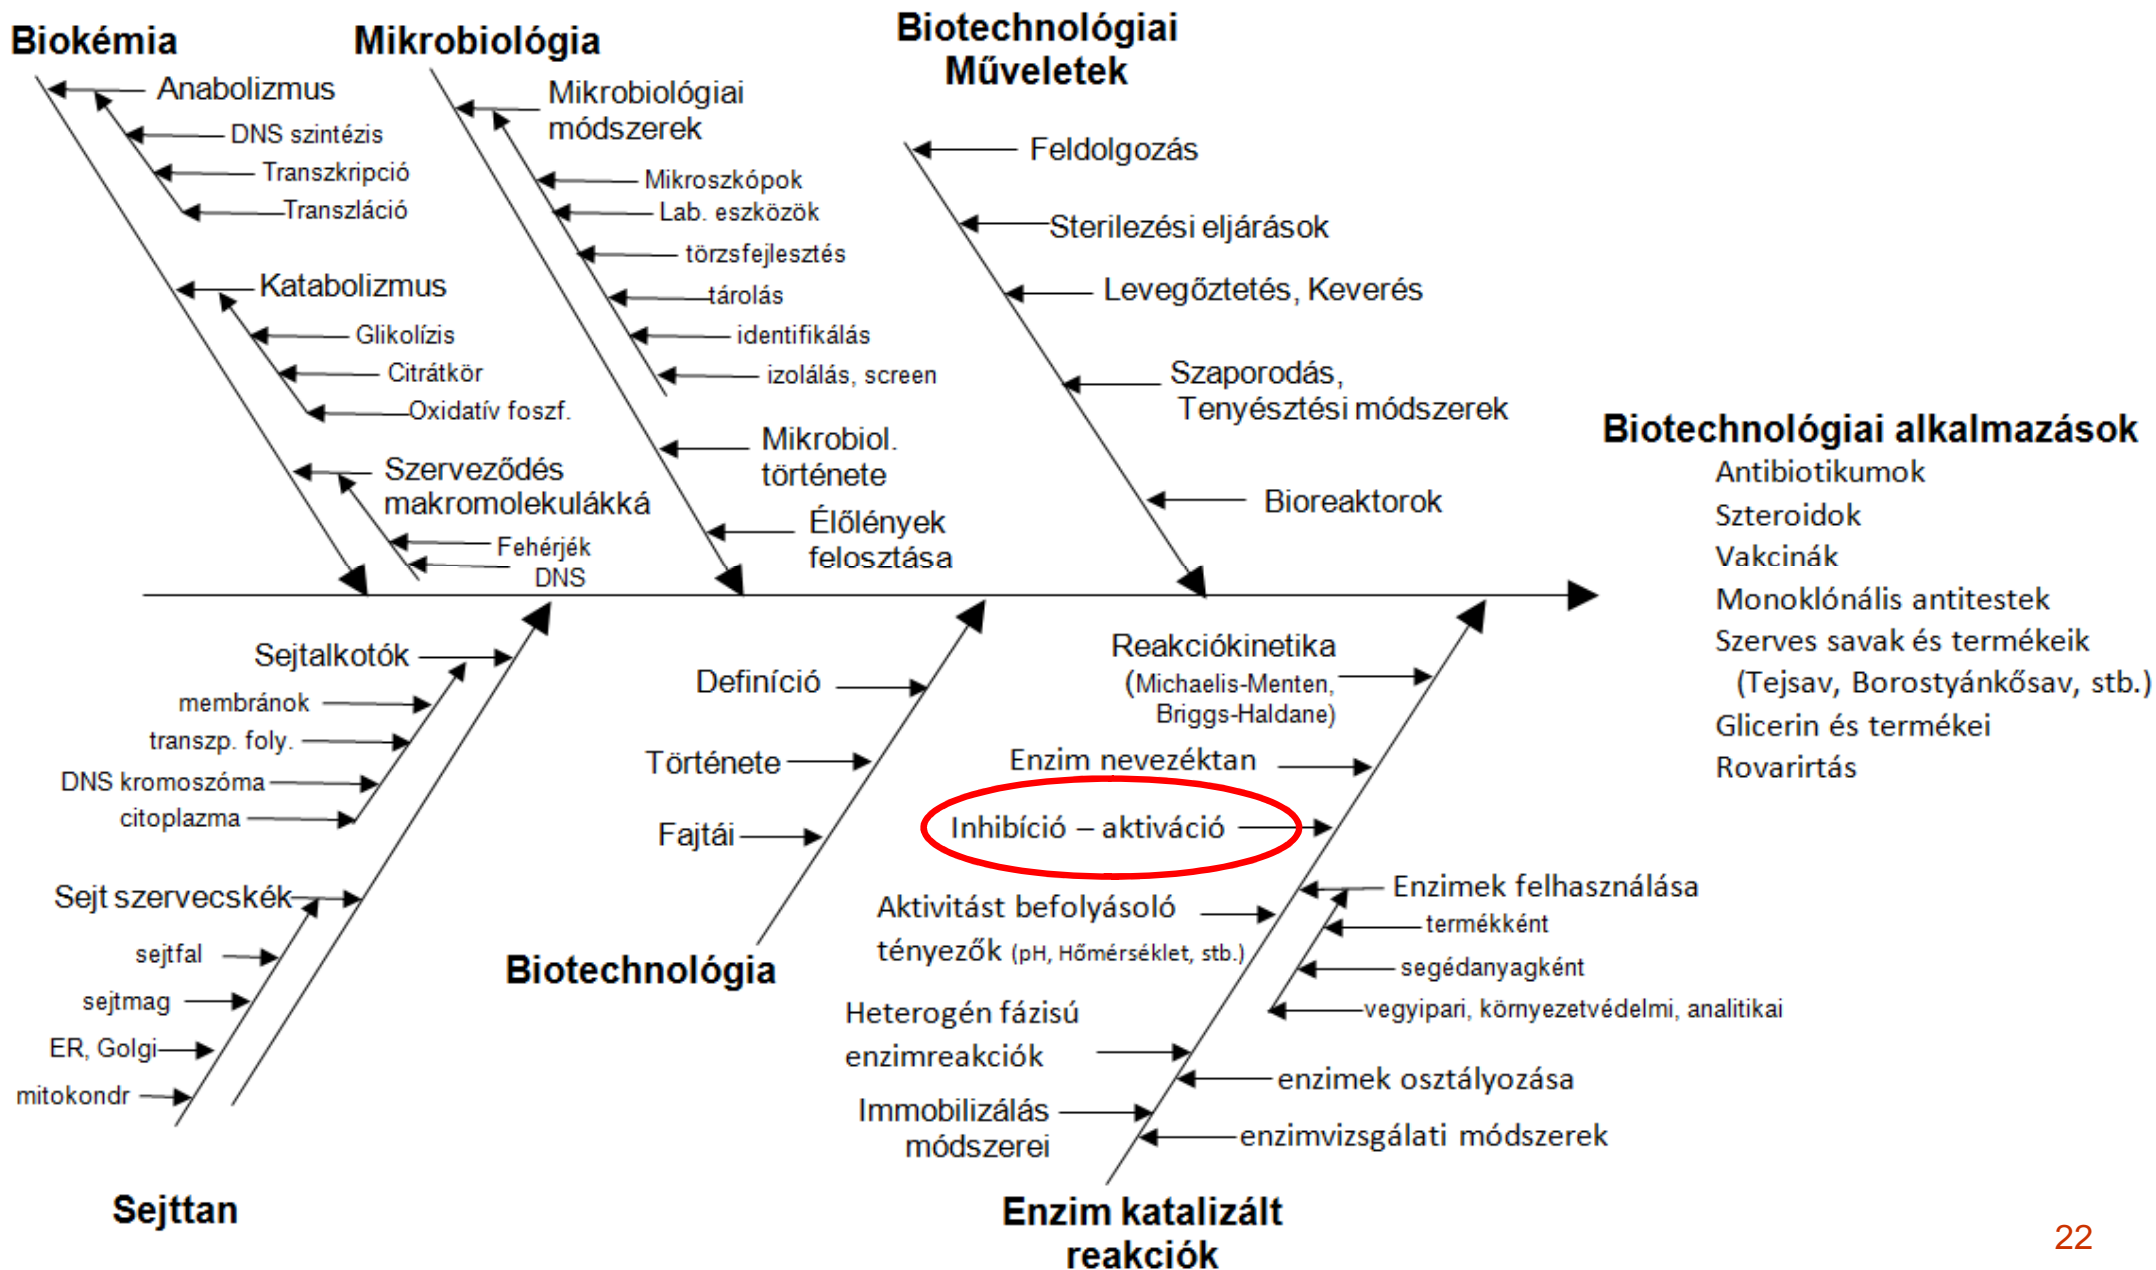 Biokémia
Anabolizmus
DNS szintézis
Transzkripció
Transzláció
Katabolizmus
Glikolízis
Citrátkör
Oxidatív foszf.
Szerveződés
makromolekulákká
Fehérjék
DNS
Mikrobiológia
Mikrobiológiai
módszerek
Mikroszkópok
Lab. eszközök
törzsfejlesztés
tárolás
identifikálás
izolálás, screen
Mikrobiol.
története
Élőlények
felosztása
Biotechnológiai
Műveletek
Feldolgozás
Sterilezési eljárások
Levegőztetés, Keverés
Szaporodás,
Tenyésztési módszerek
Bioreaktorok
Biotechnológiai alkalmazások
Antibiotikumok
Szteroidok
Vakcinák
Monoklónális antitestek
Szerves savak és termékeik
(Tejsav, Borostyánkősav, stb.)
Glicerin és termékei
Rovarirtás
Sejtalkotók
membránok
transzp. foly.
DNS kromoszóma
citoplazma
Sejt szervecskék
sejtfal
sejtmag
ER, Golgi
mitokondr
Sejttan
Definíció
Története
Fajtái
Biotechnológia
Reakciókinetika
(Michaelis-Menten,
Briggs-Haldane)
Enzim nevezéktan
Inhibíció – aktiváció
Aktivitást befolyásoló
tényezők (pH, Hőmérséklet, stb.)
Heterogén fázisú
enzimreakciók
Immobilizálás
módszerei
Enzimek felhasználása
termékként
segédanyagként
vegyipari, környezetvédelmi, analitikai
enzimek osztályozása
enzimvizsgálati módszerek
Enzim katalizált
reakciók
22